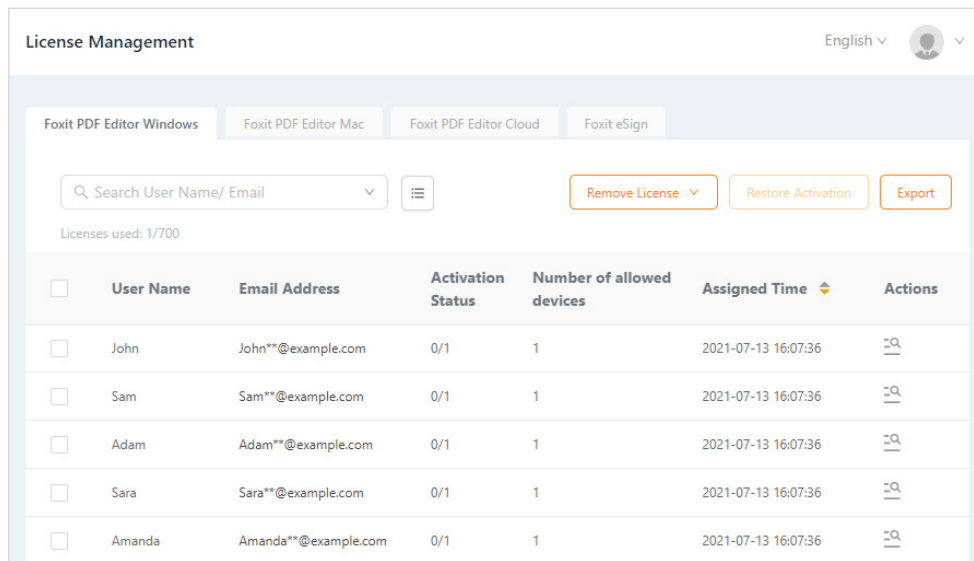 License Management
English
Foxit PDF Editor Windows
Foxit PDF Editor Mac
Foxit PDF Editor Cloud
Foxit eSign
Search User Name/ Email
Remove License
Restore Activation
Export
Licenses used: 1/700
User Name
Email Address
Activation
Status
Number of allowed
devices
Assigned Time
Actions
John John**@example.com 0/1 1 2021-07-13 16:07:36
Sam Sam**@example.com 0/1 1 2021-07-13 16:07:36
Adam Adam**@example.com 0/1 1 2021-07-13 16:07:36
Sara Sara**@example.com 0/1 1 2021-07-13 16:07:36
Amanda Amanda**@example.com 0/1 1 2021-07-13 16:07:36